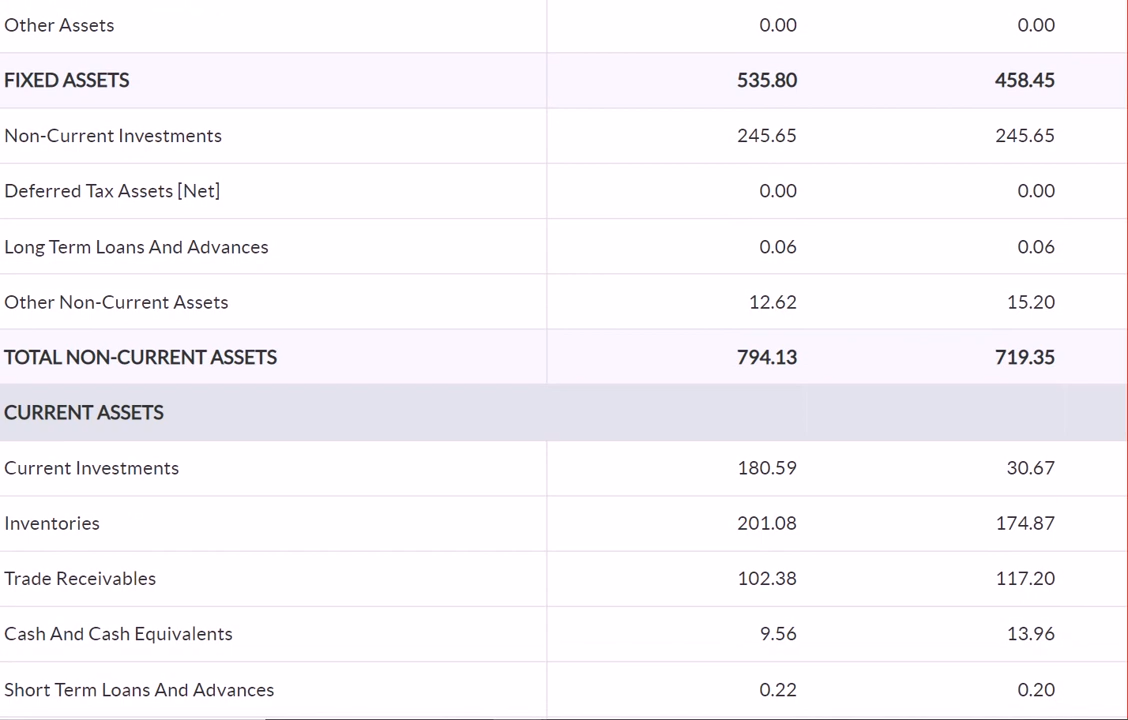 Other Assets 0.00 0.00
FIXED ASSETS 535.80 458.45
Non-Current Investments 245.65 245.65
Deferred Tax Assets [Net] 0.00 0.00
Long Term Loans And Advances 0.06 0.06
Other Non-Current Assets 12.62 15.20
TOTAL NON-CURRENT ASSETS 794.13 719.35
CURRENT ASSETS
Current Investments 180.59 30.67
Inventories 201.08 174.87
Trade Receivables 102.38 117.20
Cash And Cash Equivalents 9.56 13.96
Short Term Loans And Advances 0.22 0.20